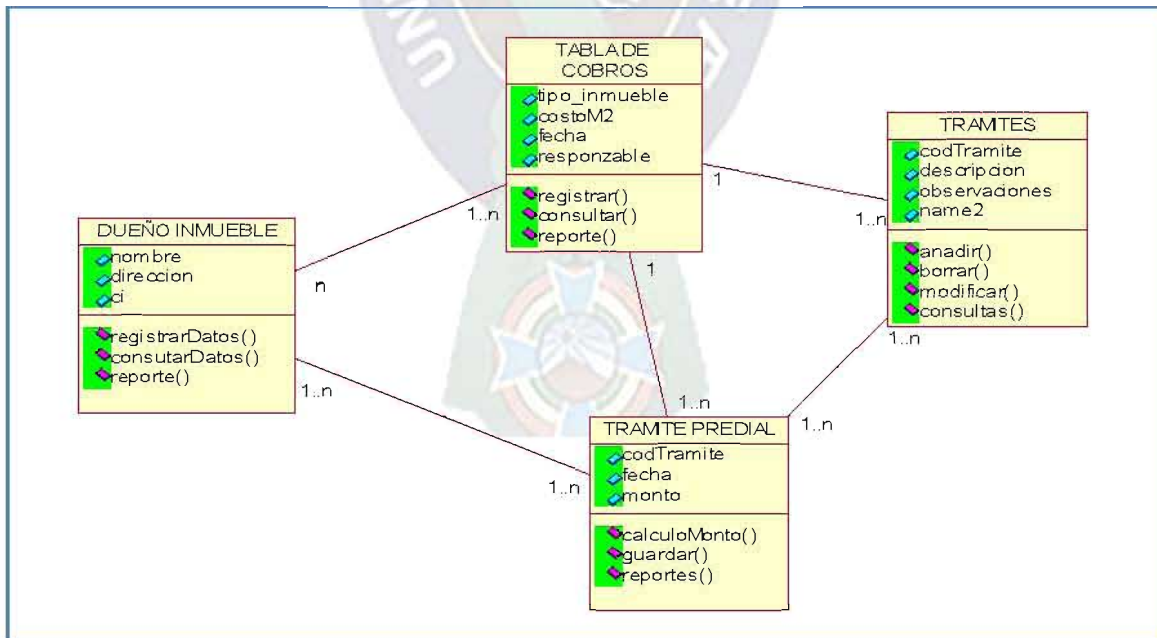 TABLA DE
COBROS
tipo_inmueble
costoM2
fecha
responzable
registrar()
consultar()
reporte()
TRAMITES
codTramite
descripcion
observaciones
name2
anadir()
borrar()
modificar()
consultas()
DUEÑO INMUEBLE
nombre
direccion
ci
registrarDatos()
consutarDatos()
reporte()
TRAMITE PREDIAL
codTramite
fecha
monto
calculoMonto()
guardar()
reportes()
1..n
n
1
1..n
1
1..n
1..n
1..n
1..n
1..n
UN